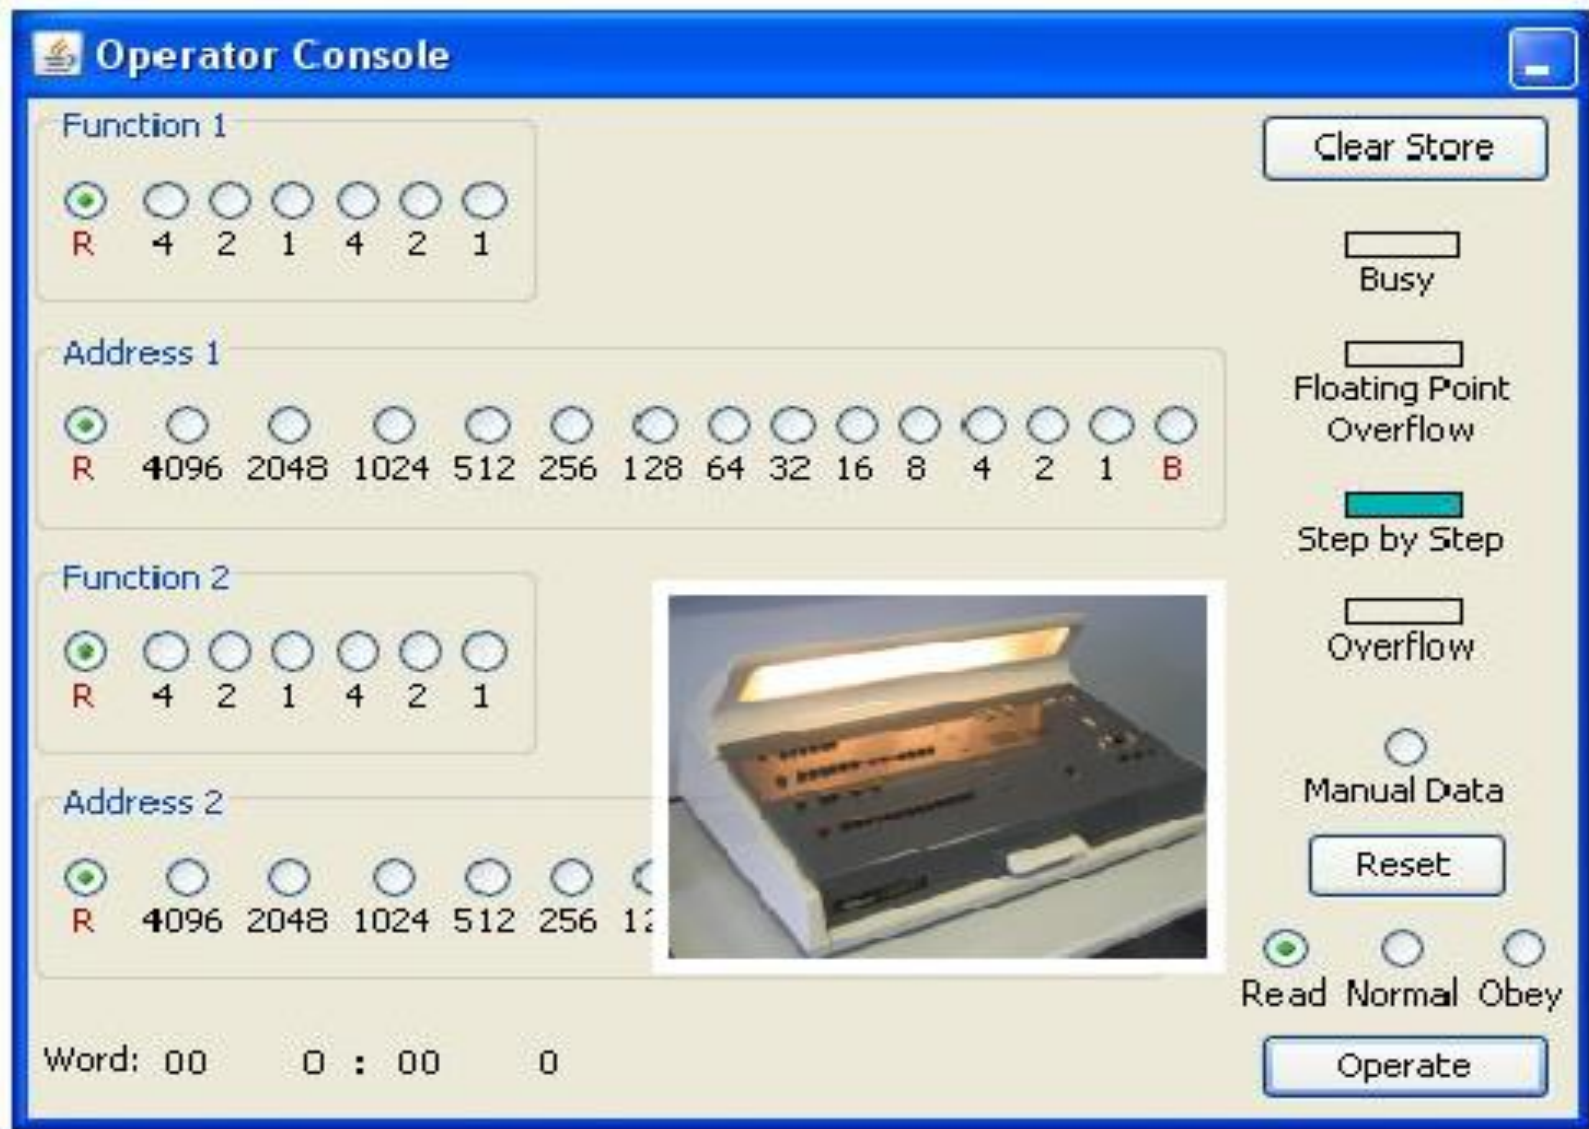 Operator Console
Function 1
Clear Store
R 4 2 1 4 2 1
Busy
Address 1
Floating Point
Overflow
R 4096 2048 1024 512 256 128 64 32 16 8 4 2 1 B
Step by Step
Function 2
Overflow
R 4 2 1 4 2 1
Manual Data
Address 2
Reset
R 4096 2048 1024 512 256
Read Normal Obey
Word: 00 0 : 00 0
Operate